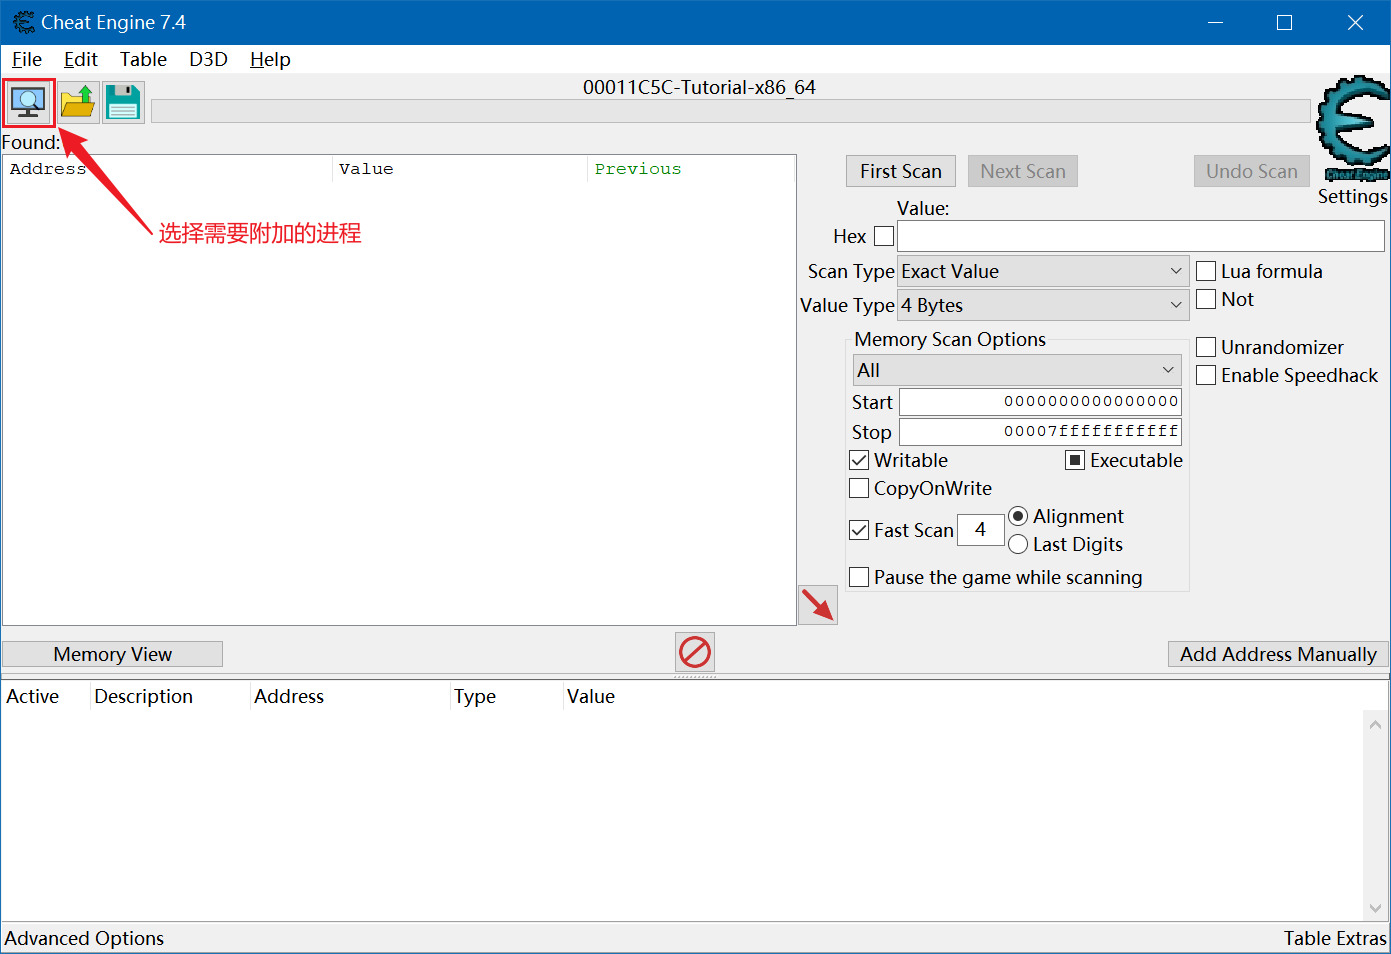 Cheat Engine 7.4
File Edit Table D3D Help
00011C5C-Tutorial-x86_64
Found:
Address Value Previous
选择需要附加的进程
First Scan Next Scan Undo Scan
Cheat Engine
Settings
Value:
Hex
Scan Type Exact Value
Lua formula
Value Type 4 Bytes
Not
Memory Scan Options
All
Unrandomizer
Enable Speedhack
Start 0000000000000000
Stop 00007fffffffffff
Writable Executable
CopyOnWrite
Fast Scan 4 Alignment
Last Digits
Pause the game while scanning
Memory View Add Address Manually
Active Description Address Type Value
Advanced Options Table Extras